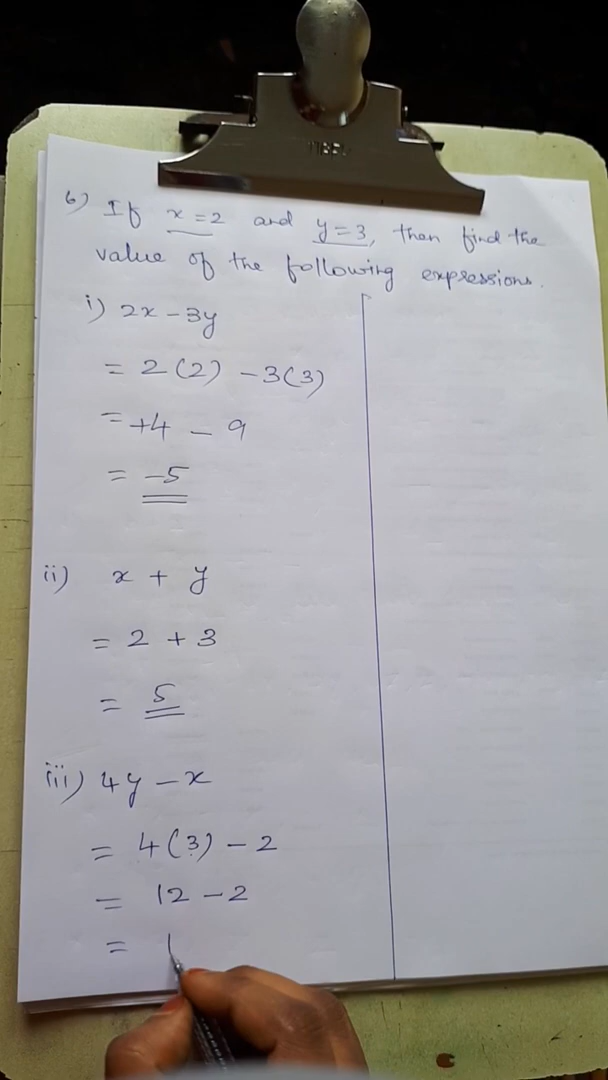 6) If x = 2 and y = 3, then find the
value of the following expressions.
i) 2x - 3y
= 2(2) - 3(3)
= +4 - 9
= -5
ii) x + y
= 2 + 3
= 5
iii) 4y - x
= 4(3) - 2
= 12 - 2
= 1